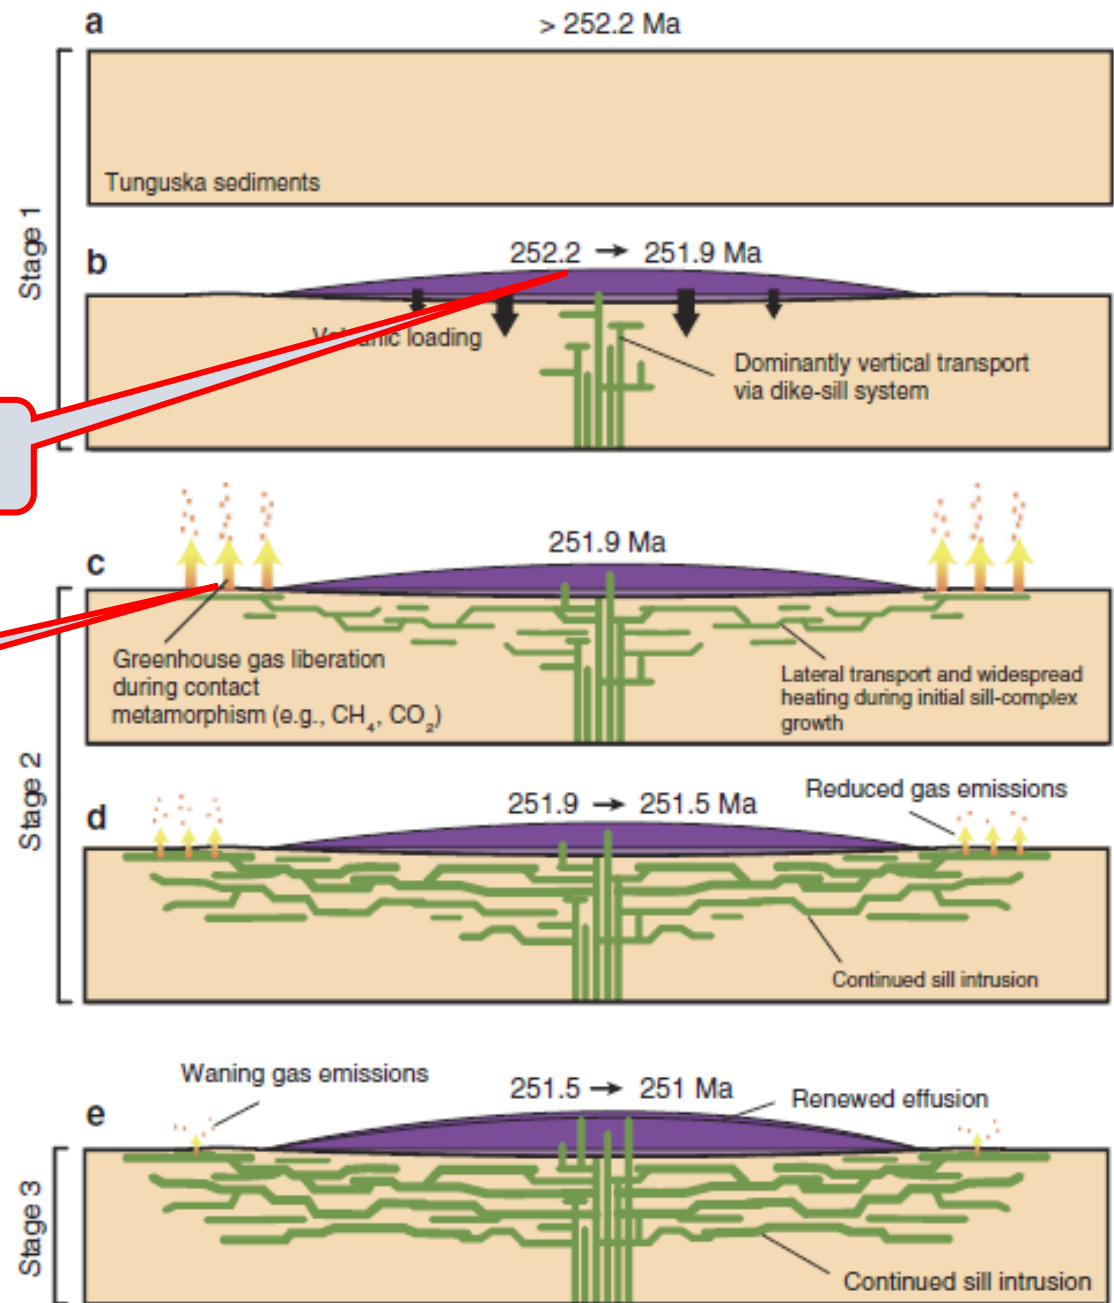 a
> 252.2 Ma
Tunguska sediments
Stage 1
b
252.2 → 251.9 Ma
Volcanic loading
Dominantly vertical transport
via dike-sill system
c
251.9 Ma
Greenhouse gas liberation
during contact
metamorphism (e.g., CH₄, CO₂)
Lateral transport and widespread
heating during initial sill-complex
growth
Stage 2
d
251.9 → 251.5 Ma
Reduced gas emissions
Continued sill intrusion
Waning gas emissions
e
251.5 → 251 Ma
Renewed effusion
Stage 3
Continued sill intrusion